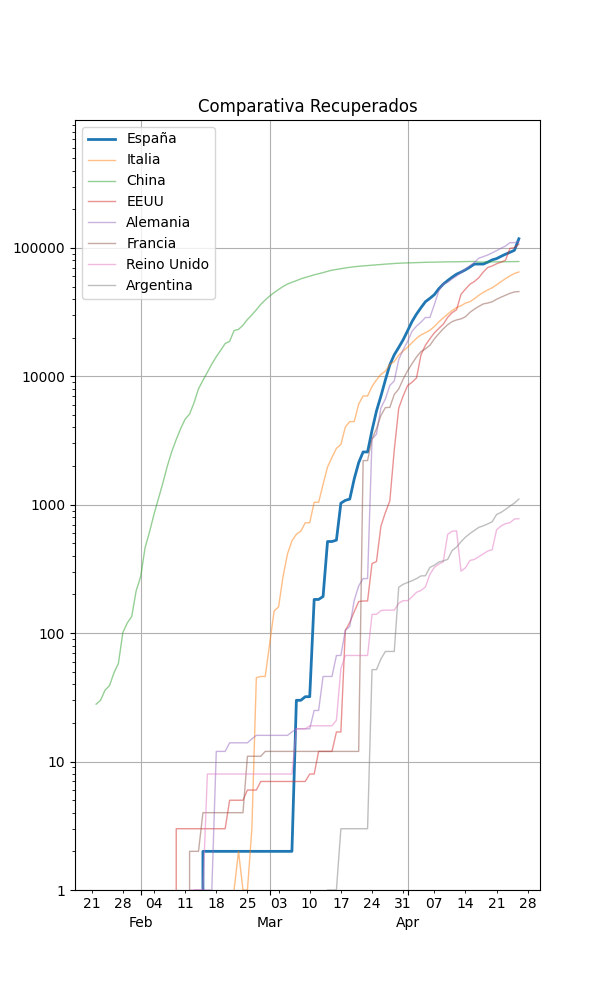 Comparativa Recuperados
España
Italia
China
EEUU
Alemania
Francia
Reino Unido
Argentina
100000
10000
1000
100
10
1
21 28 04 11 18 25 03 10 17 24 31 07 14 21 28
Feb Mar Apr